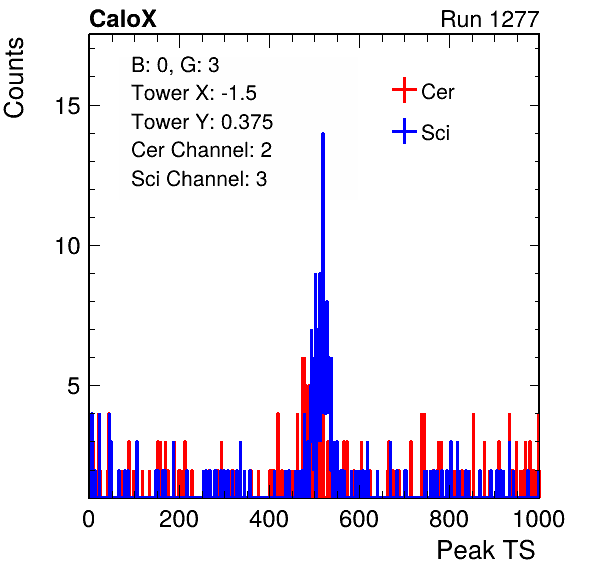 CaloX Run 1277
Counts
B: 0, G: 3
Tower X: -1.5
Tower Y: 0.375
Cer Channel: 2
Sci Channel: 3
Cer
Sci
15
10
5
0 200 400 600 800 1000
Peak TS